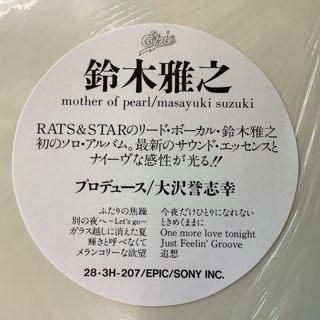 Epic
鈴木雅之
mother of pearl/masayuki suzuki
RATS&STARのリード・ボーカル・鈴木雅之
初のソロ・アルバム。最新のサウンド・エッセンスと
ナイーヴな感性が光る!!
プロデュース/大沢誉志幸
ふたりの焦躁
別の夜へ〜Let's go〜
ガラス越しに消えた夏
輝きと呼べなくて
メランコリーな欲望
今夜だけひとりになれない
ときめくままに
One more love tonight
Just Feelin' Groove
追想
28・3H-207/EPIC/SONY INC.